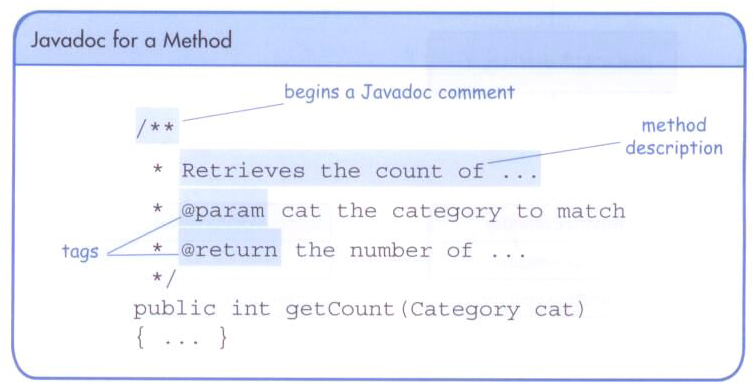 Javadoc for a Method
begins a Javadoc comment
/**
method
description
* Retrieves the count of ...
* @param cat the category to match
tags
* @return the number of ...
*/
public int getCount(Category cat)
{ ... }